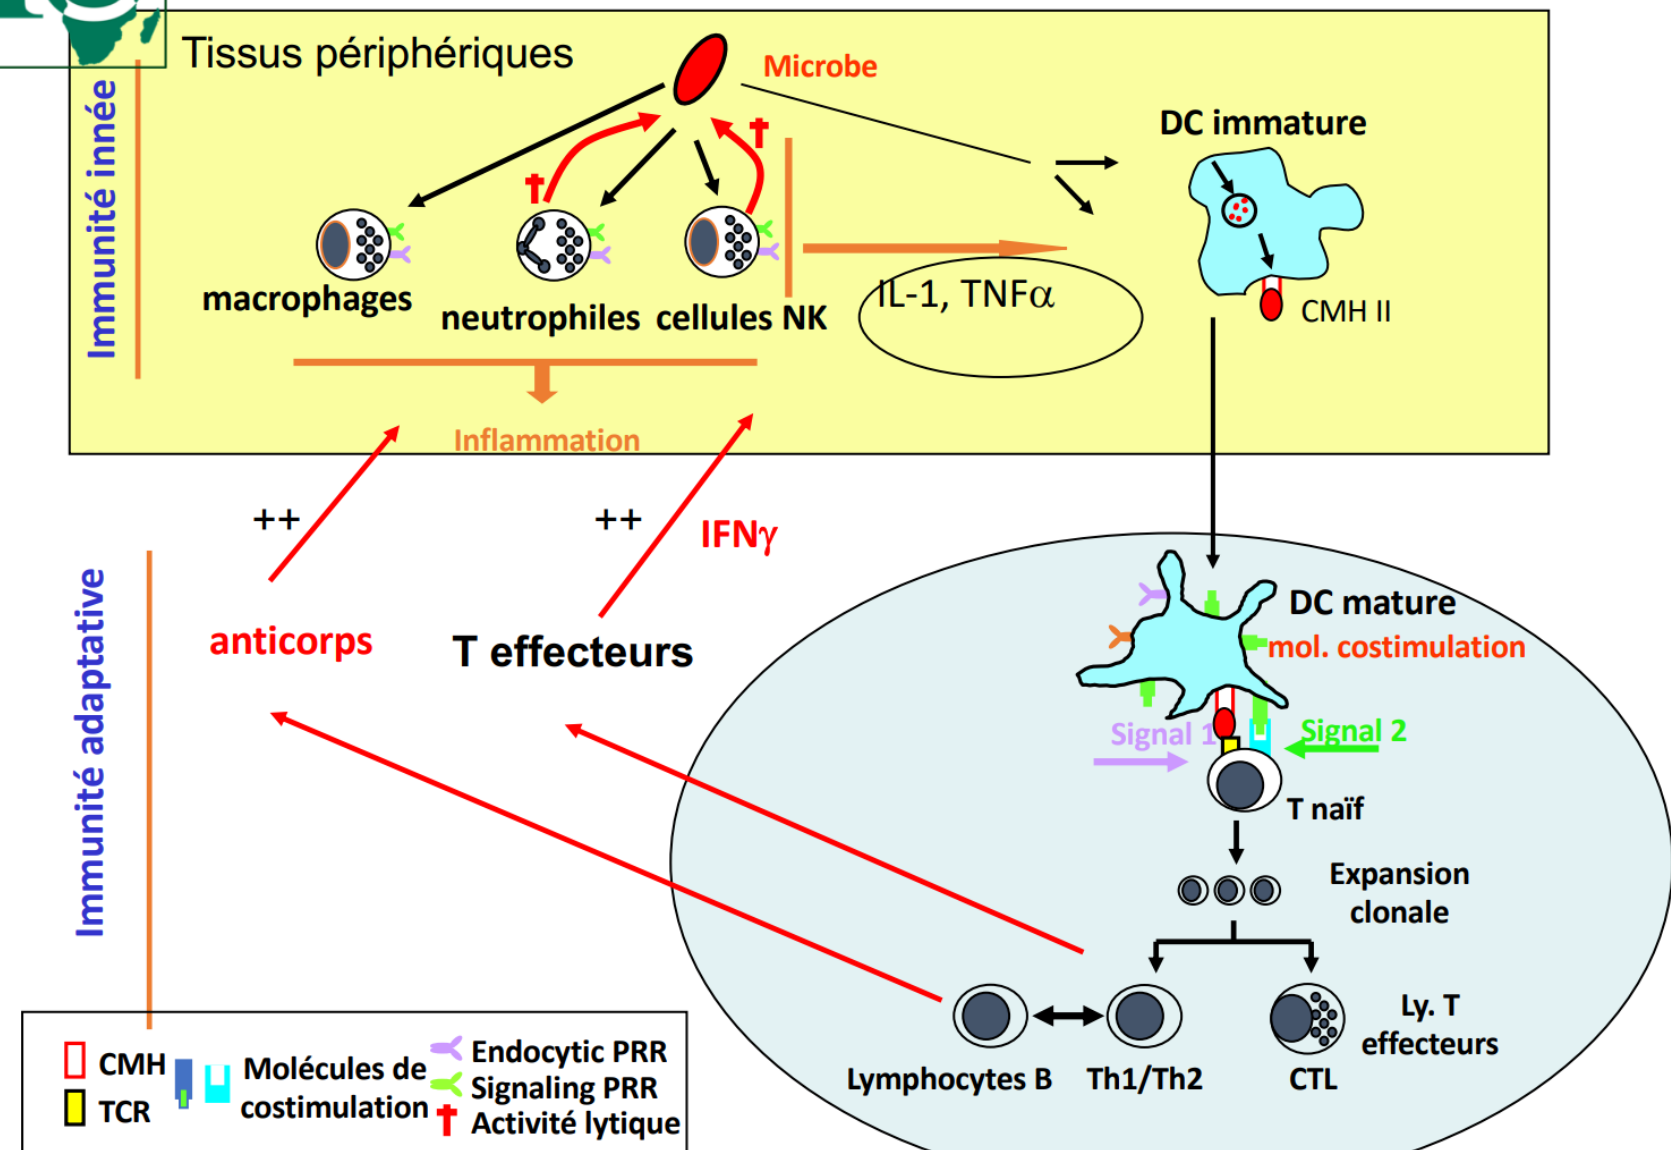 Tissus périphériques
Microbe
DC immature
Immunité innée
macrophages
neutrophiles
cellules NK
IL-1, TNFα
CMH II
Inflammation
++
++
IFNγ
Immunité adaptative
anticorps
T effecteurs
DC mature
mol. costimulation
Signal 1
Signal 2
T naïf
Expansion
clonale
Ly. T
effecteurs
Lymphocytes B
Th1/Th2
CTL
CMH
TCR
Molécules de
costimulation
Endocytic PRR
Signaling PRR
Activité lytique